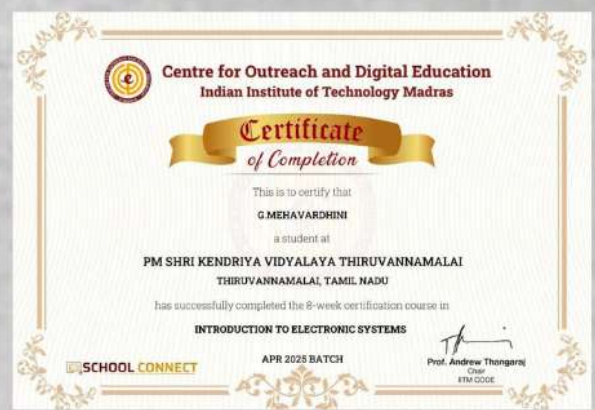 Centre for Outreach and Digital Education
Indian Institute of Technology Madras
Certificate
of Completion
This is to certify that
G.MEHAVARDHINI
a student at
PM SHRI KENDRIYA VIDYALAYA THIRUVANNAMALAI
THIRUVANNAMALAI, TAMIL NADU
has successfully completed the 8-week certification course in
INTRODUCTION TO ELECTRONIC SYSTEMS
APR 2025 BATCH
SCHOOL CONNECT
Prof. Andrew Thangaraj
Chair
IITM CODE